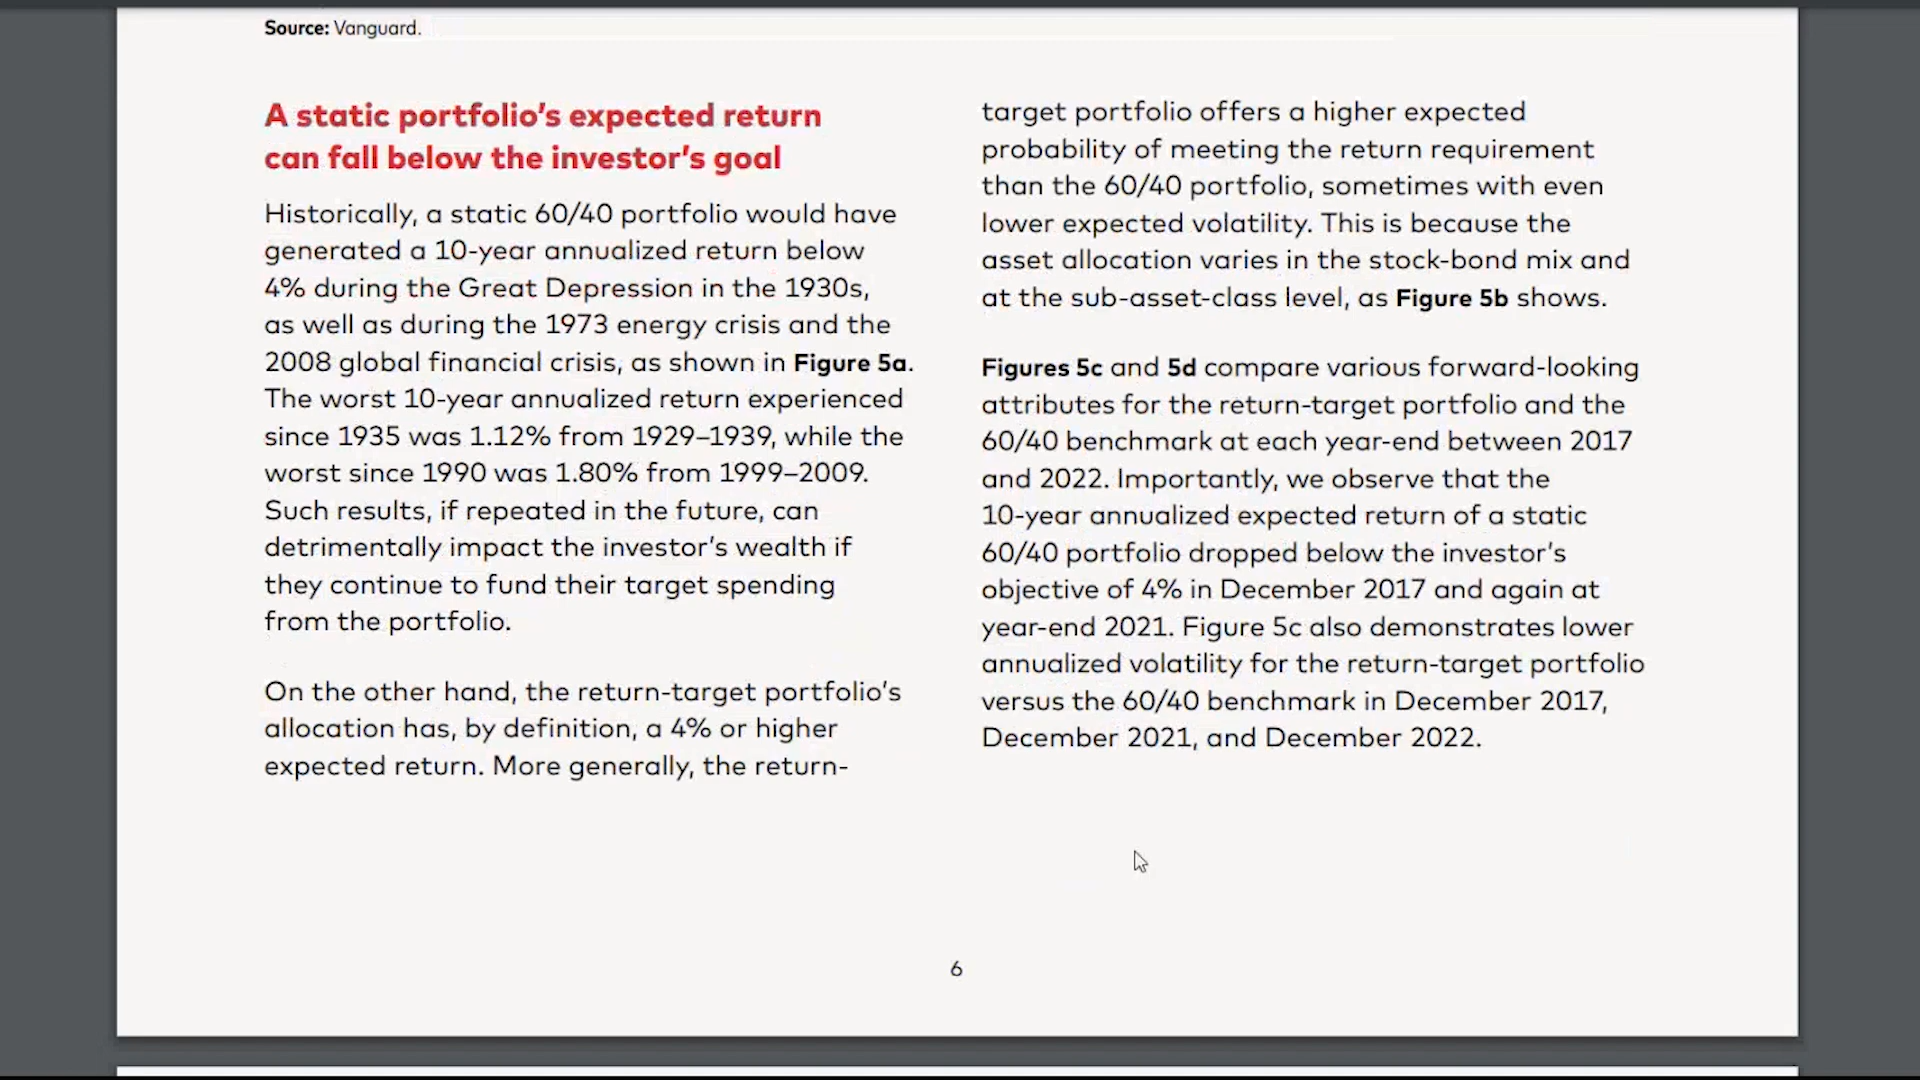 Source: Vanguard.
A static portfolio’s expected return
can fall below the investor’s goal
Historically, a static 60/40 portfolio would have
generated a 10-year annualized return below
4% during the Great Depression in the 1930s,
as well as during the 1973 energy crisis and the
2008 global financial crisis, as shown in Figure 5a.
The worst 10-year annualized return experienced
since 1935 was 1.12% from 1929–1939, while the
worst since 1990 was 1.80% from 1999–2009.
Such results, if repeated in the future, can
detrimentally impact the investor’s wealth if
they continue to fund their target spending
from the portfolio.
On the other hand, the return-target portfolio’s
allocation has, by definition, a 4% or higher
expected return. More generally, the return-
target portfolio offers a higher expected
probability of meeting the return requirement
than the 60/40 portfolio, sometimes with even
lower expected volatility. This is because the
asset allocation varies in the stock-bond mix and
at the sub-asset-class level, as Figure 5b shows.
Figures 5c and 5d compare various forward-looking
attributes for the return-target portfolio and the
60/40 benchmark at each year-end between 2017
and 2022. Importantly, we observe that the
10-year annualized expected return of a static
60/40 portfolio dropped below the investor’s
objective of 4% in December 2017 and again at
year-end 2021. Figure 5c also demonstrates lower
annualized volatility for the return-target portfolio
versus the 60/40 benchmark in December 2017,
December 2021, and December 2022.
6